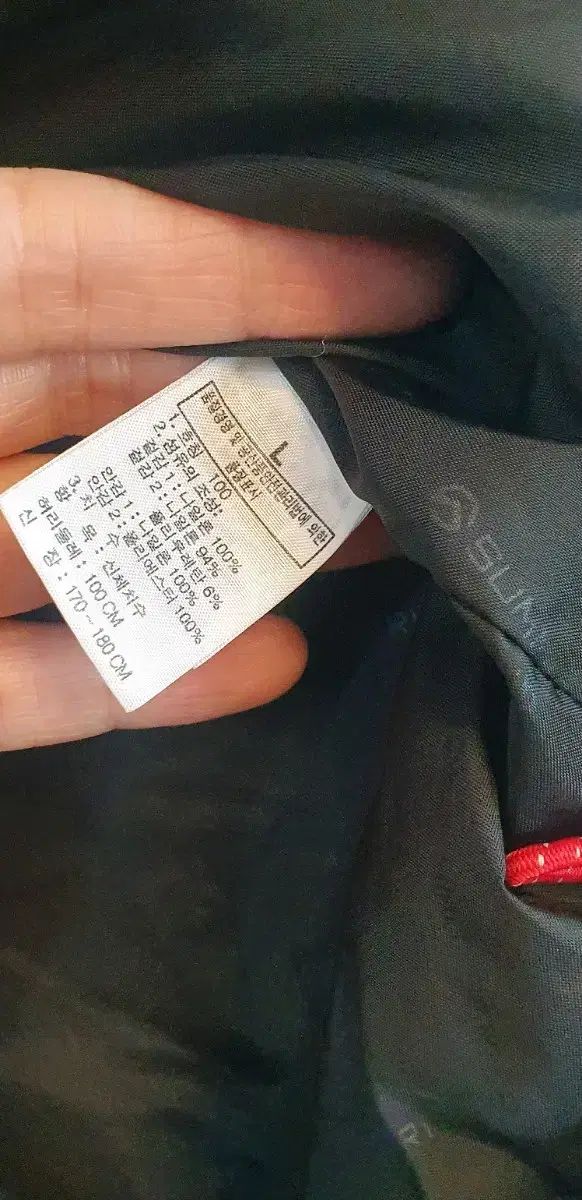 L
품질경영 및 공산품안전관리법에 의한
품질표시
1. 호칭 : 100
2. 섬유의 조성:
겉감 1 : 나일론 100%
겉감 2 : 나일론 94%
폴리우레탄 6%
안감 1 : 나일론 100%
안감 2 : 폴리에스터 100%
3. 치 수
항 목 : 신체치수
허리둘레 : 100 CM
신 장 : 170 ~ 180 CM